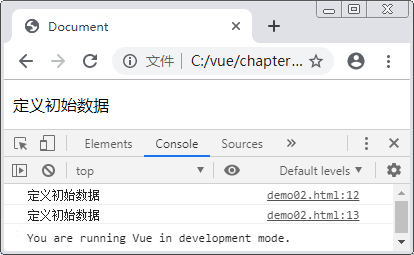 Document
文件 C:/vue/chapter...
定义初始数据
Elements Console Sources
top Default levels
定义初始数据 demo02.html:12
定义初始数据 demo02.html:13
You are running Vue in development mode.